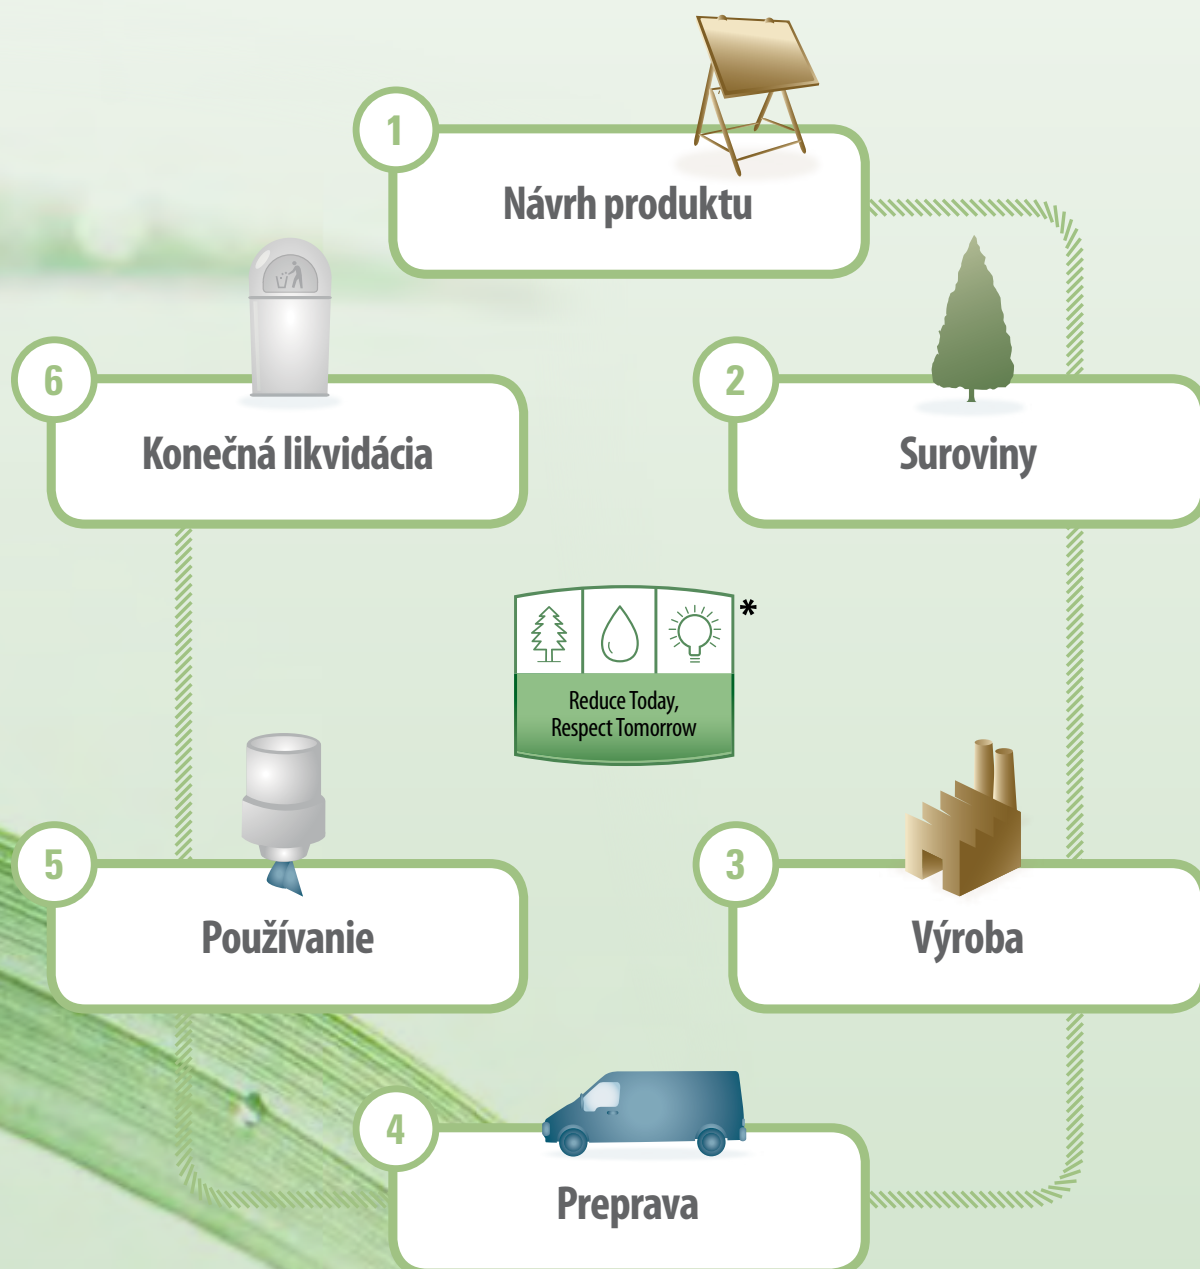 1
Návrh produktu
6
Konečná likvidácia
2
Suroviny
*
Reduce Today,
Respect Tomorrow
5
Používanie
3
Výroba
4
Preprava